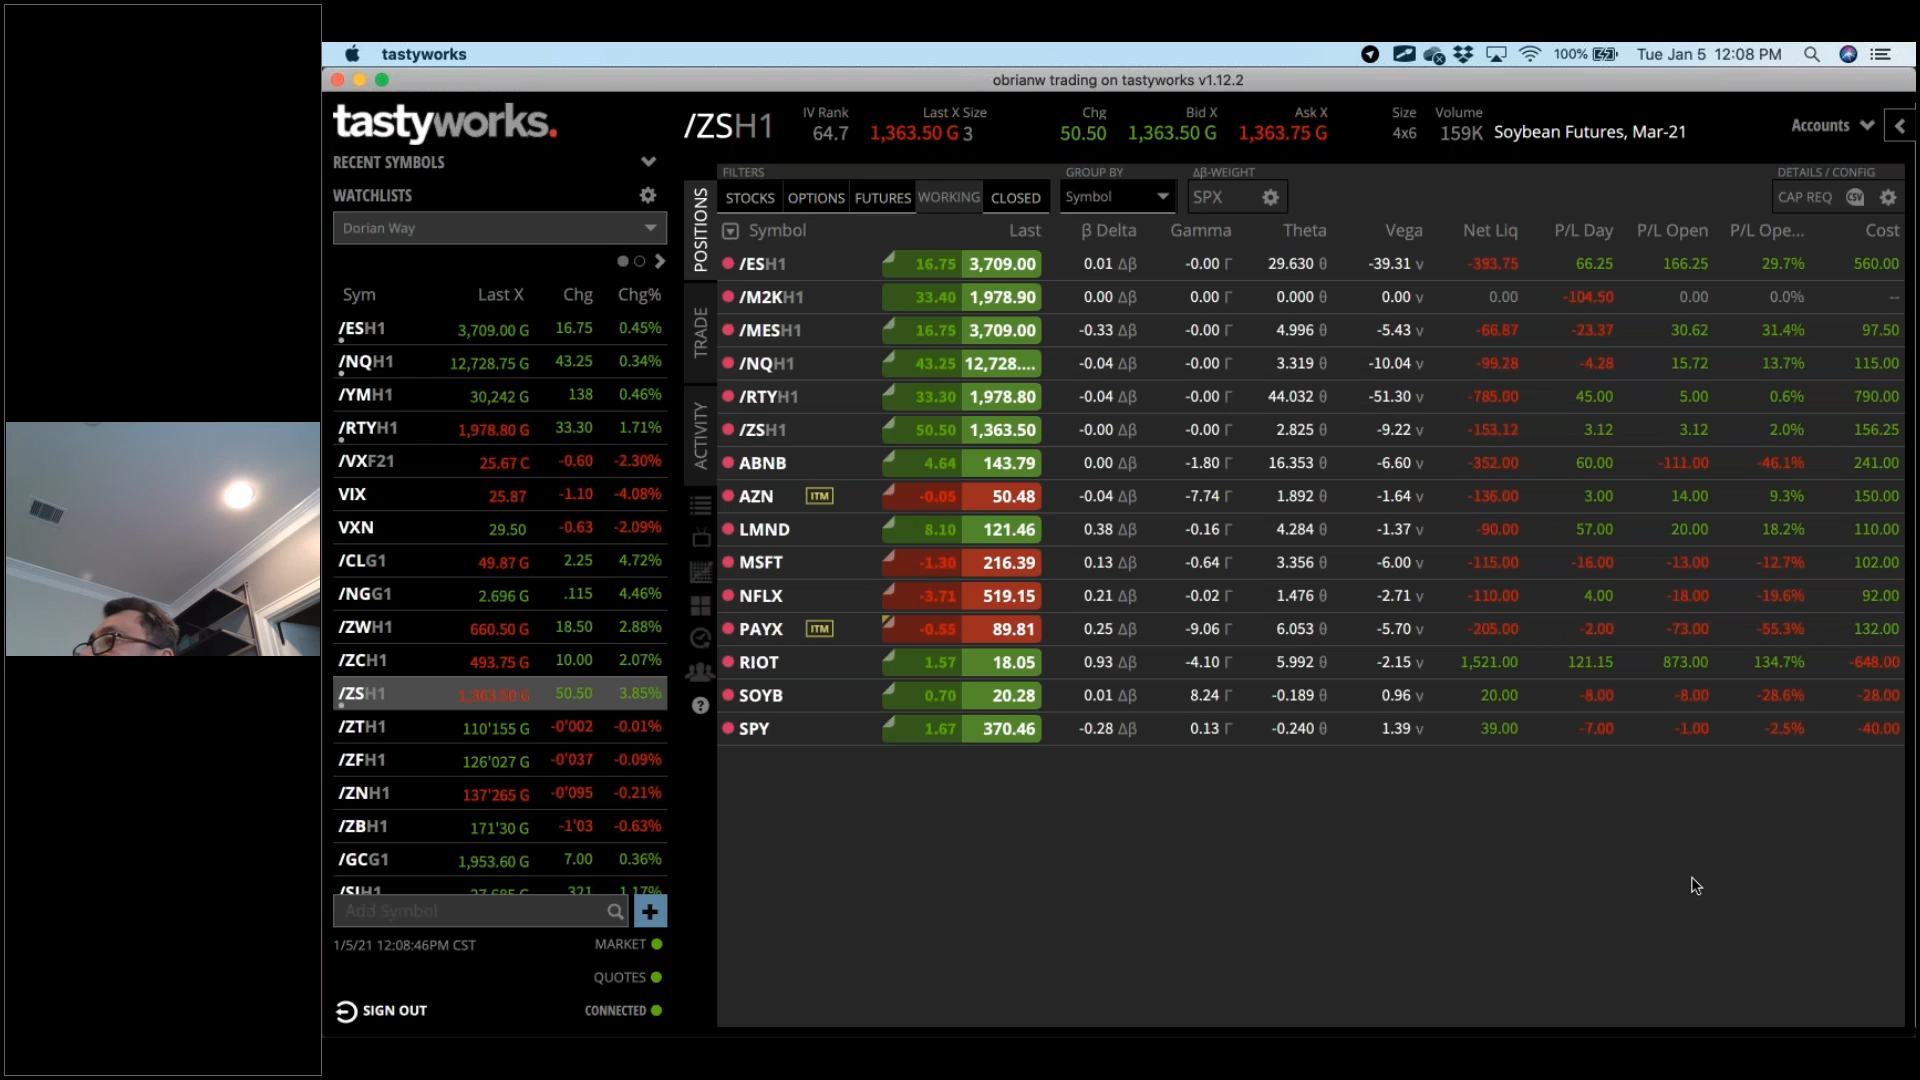 tastyworks
100%
Tue Jan 5 12:08 PM
obrianw trading on tastyworks v1.12.2
tastyworks.
RECENT SYMBOLS
WATCHLISTS
Dorian Way
Sym Last X Chg Chg%
/ESH1 3,709.00 G 16.75 0.45%
/NQH1 12,728.75 G 43.25 0.34%
/YMH1 30,242 G 138 0.46%
/RTYH1 1,978.80 G 33.30 1.71%
/VXF21 25.67 C -0.60 -2.30%
VIX 25.87 -1.10 -4.08%
VXN 29.50 -0.63 -2.09%
/CLG1 49.87 G 2.25 4.72%
/NGG1 2.696 G .115 4.46%
/ZWH1 660.50 G 18.50 2.88%
/ZCH1 493.75 G 10.00 2.07%
/ZSH1 1,363.50 G 50.50 3.85%
/ZTH1 110'155 G -0'002 -0.01%
/ZFH1 126'027 G -0'037 -0.09%
/ZNH1 137'265 G -0'095 -0.21%
/ZBH1 171'30 G -1'03 -0.63%
/GCG1 1,953.60 G 7.00 0.36%
/SIH1 27.685 G .321 1.17%
Add Symbol
1/5/21 12:08:46PM CST MARKET
QUOTES
SIGN OUT CONNECTED
/ZSH1
IV Rank Last X Size Chg Bid X Ask X Size Volume
64.7 1,363.50 G 3 50.50 1,363.50 G 1,363.75 G 4x6 159K Soybean Futures, Mar-21
Accounts
POSITIONS
TRADE
ACTIVITY
FILTERS GROUP BY Δβ-WEIGHT DETAILS / CONFIG
STOCKS OPTIONS FUTURES WORKING CLOSED Symbol SPX CAP REQ CSV
Symbol Last β Delta Gamma Theta Vega Net Liq P/L Day P/L Open P/L Ope... Cost
/ESH1 16.75 3,709.00 0.01 Δβ -0.00 Γ 29.630 θ -39.31 v -393.75 66.25 166.25 29.7% 560.00
/M2KH1 33.40 1,978.90 0.00 Δβ 0.00 Γ 0.000 θ 0.00 v 0.00 -104.50 0.00 0.0% --
/MESH1 16.75 3,709.00 -0.33 Δβ -0.00 Γ 4.996 θ -5.43 v -66.87 -23.37 30.62 31.4% 97.50
/NQH1 43.25 12,728.... -0.04 Δβ -0.00 Γ 3.319 θ -10.04 v -99.28 -4.28 15.72 13.7% 115.00
/RTYH1 33.30 1,978.80 -0.04 Δβ -0.00 Γ 44.032 θ -51.30 v -785.00 45.00 5.00 0.6% 790.00
/ZSH1 50.50 1,363.50 -0.00 Δβ -0.00 Γ 2.825 θ -9.22 v -153.12 3.12 3.12 2.0% 156.25
ABNB 4.64 143.79 0.00 Δβ -1.80 Γ 16.353 θ -6.60 v -352.00 60.00 -111.00 -46.1% 241.00
AZN ITM -0.05 50.48 -0.04 Δβ -7.74 Γ 1.892 θ -1.64 v -136.00 3.00 14.00 9.3% 150.00
LMND 8.10 121.46 0.38 Δβ -0.16 Γ 4.284 θ -1.37 v -90.00 57.00 20.00 18.2% 110.00
MSFT -1.30 216.39 0.13 Δβ -0.64 Γ 3.356 θ -6.00 v -115.00 -16.00 -13.00 -12.7% 102.00
NFLX -3.71 519.15 0.21 Δβ -0.02 Γ 1.476 θ -2.71 v -110.00 4.00 -18.00 -19.6% 92.00
PAYX ITM -0.55 89.81 0.25 Δβ -9.06 Γ 6.053 θ -5.70 v -205.00 -2.00 -73.00 -55.3% 132.00
RIOT 1.57 18.05 0.93 Δβ -4.10 Γ 5.992 θ -2.15 v 1,521.00 121.15 873.00 134.7% -648.00
SOYB 0.70 20.28 0.01 Δβ 8.24 Γ -0.189 θ 0.96 v 20.00 -8.00 -8.00 -28.6% -28.00
SPY 1.67 370.46 -0.28 Δβ 0.13 Γ -0.240 θ 1.39 v 39.00 -7.00 -1.00 -2.5% -40.00